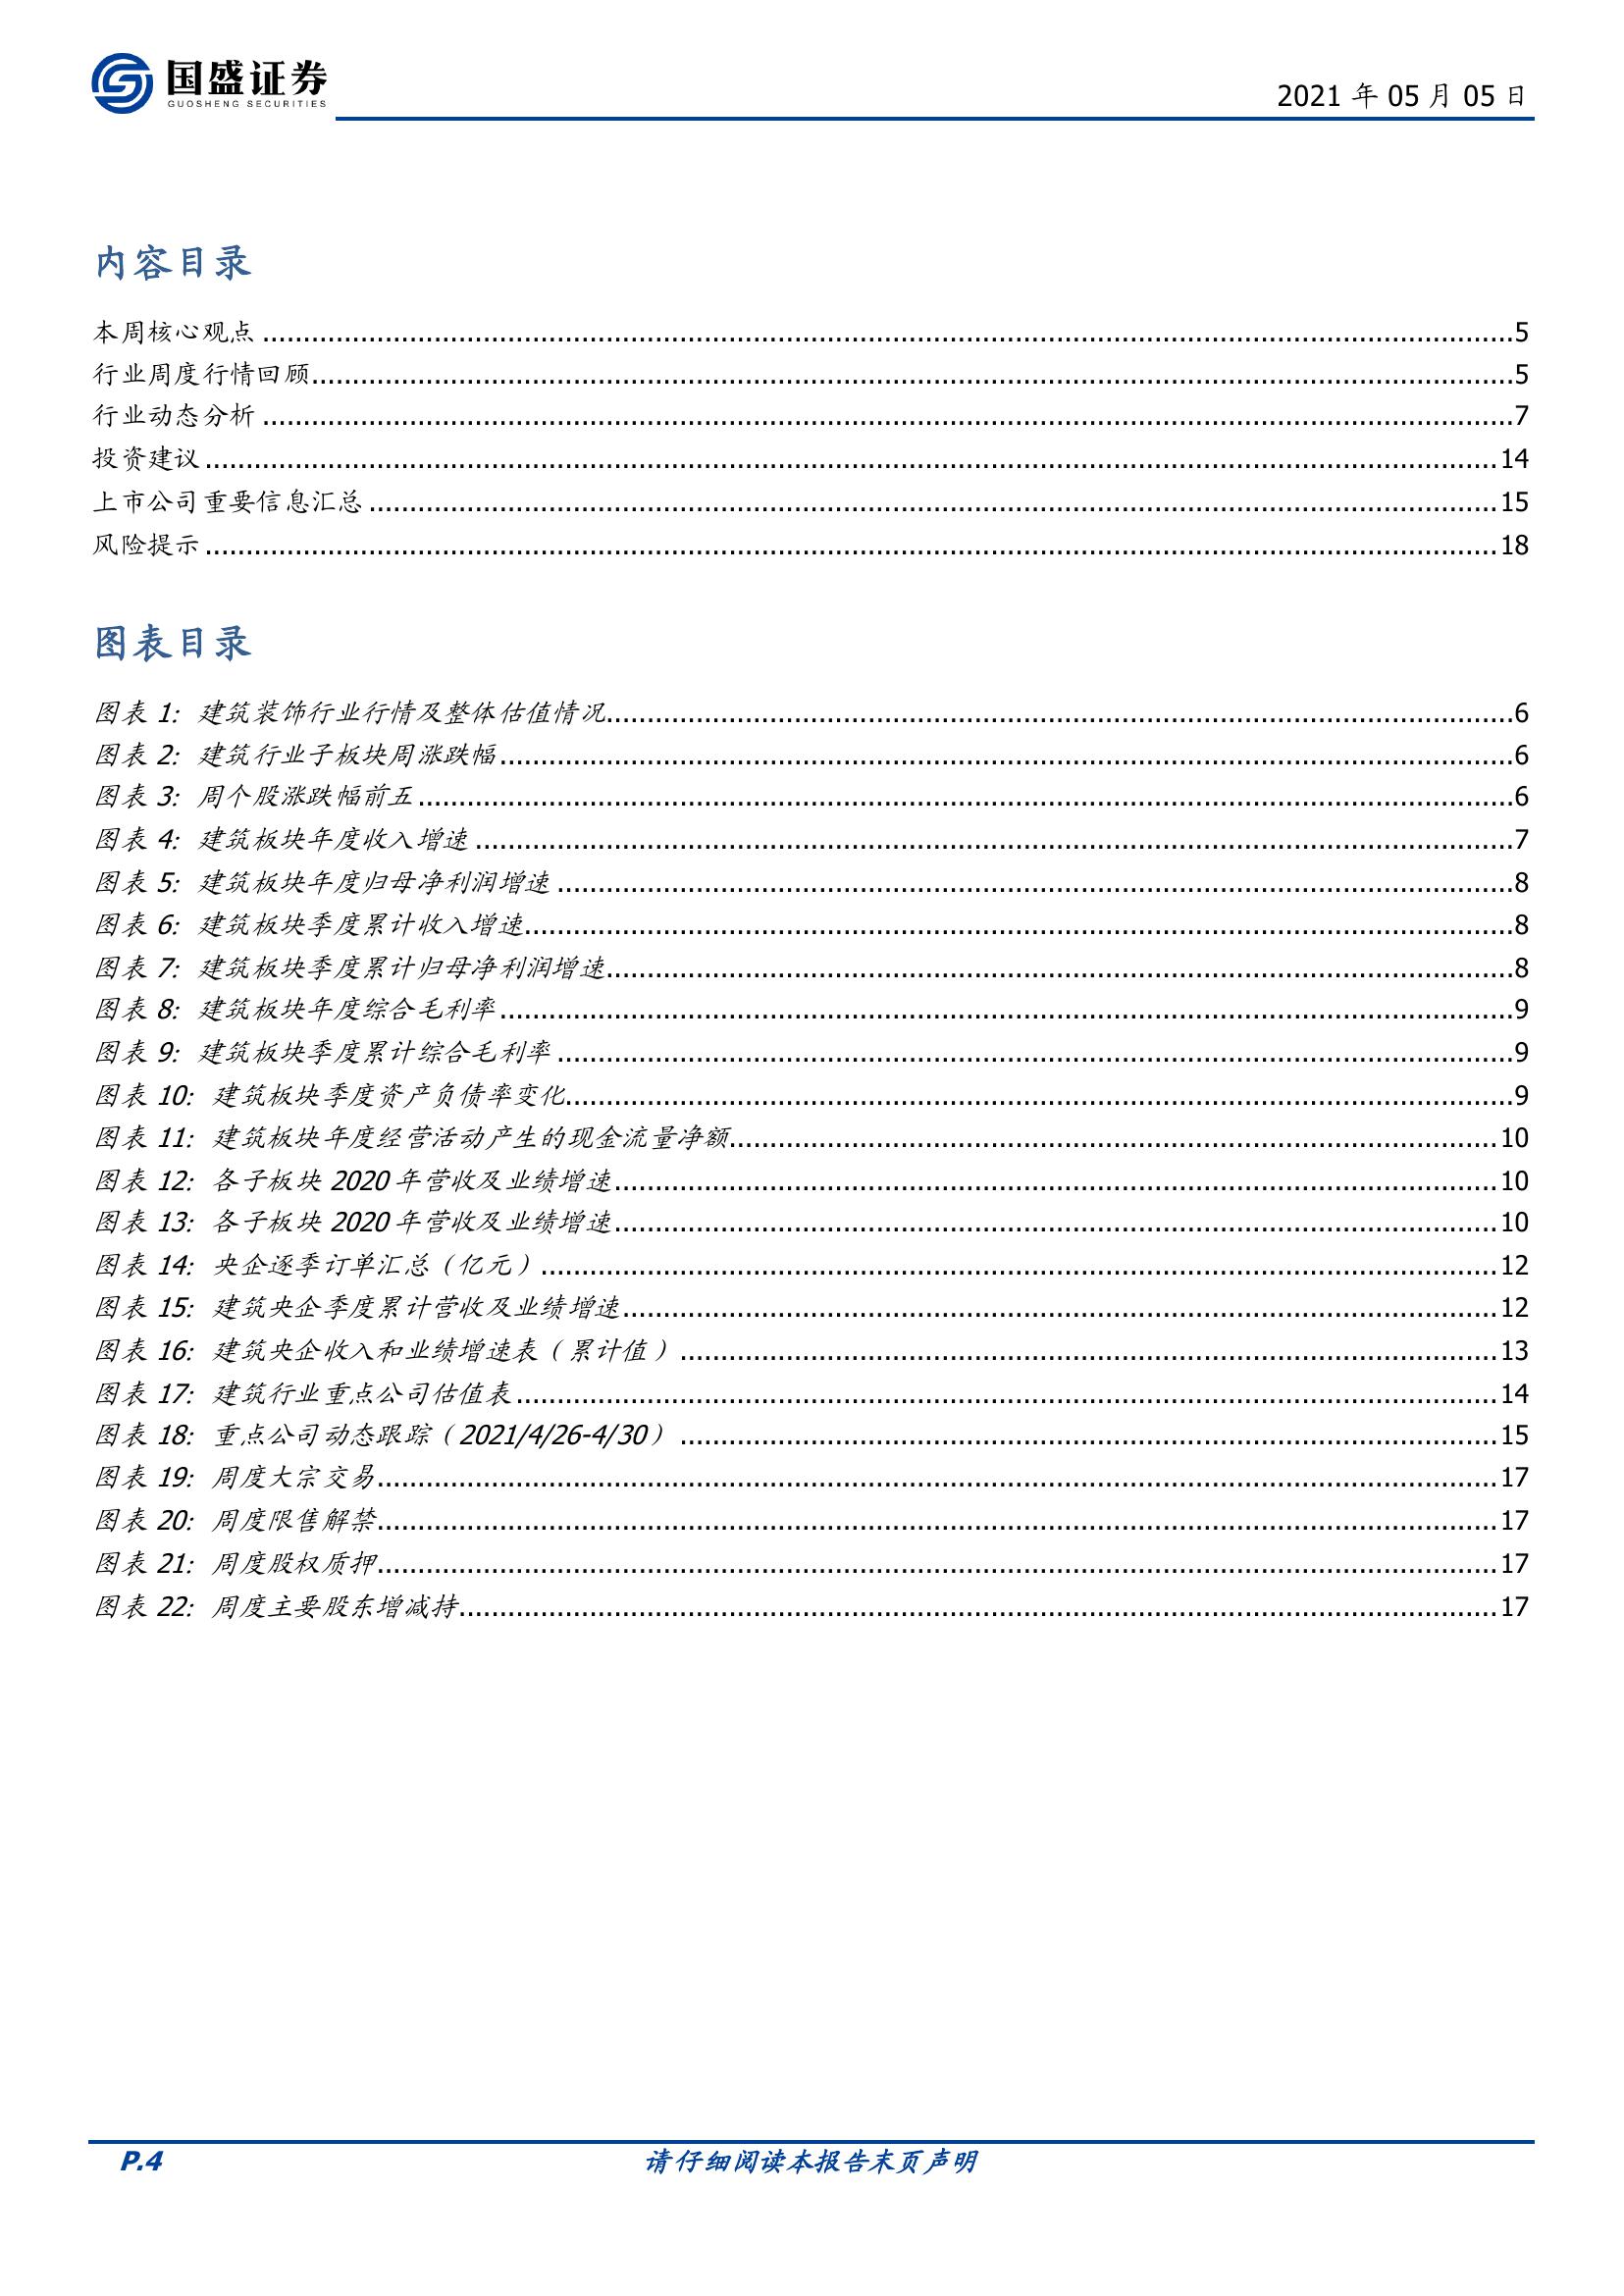 国盛证券
GUOSHENG SECURITIES
2021 年 05 月 05 日
内容目录
本周核心观点 ........ 5
行业周度行情回顾 ........ 5
行业动态分析 ........ 7
投资建议 ........ 14
上市公司重要信息汇总 ........ 15
风险提示 ........ 18
图表目录
图表 1: 建筑装饰行业行情及整体估值情况 ........ 6
图表 2: 建筑行业子板块周涨跌幅 ........ 6
图表 3: 周个股涨跌幅前五 ........ 6
图表 4: 建筑板块年度收入增速 ........ 7
图表 5: 建筑板块年度归母净利润增速 ........ 8
图表 6: 建筑板块季度累计收入增速 ........ 8
图表 7: 建筑板块季度累计归母净利润增速 ........ 8
图表 8: 建筑板块年度综合毛利率 ........ 9
图表 9: 建筑板块季度累计综合毛利率 ........ 9
图表 10: 建筑板块季度资产负债率变化 ........ 9
图表 11: 建筑板块年度经营活动产生的现金流量净额 ........ 10
图表 12: 各子板块 2020 年营收及业绩增速 ........ 10
图表 13: 各子板块 2020 年营收及业绩增速 ........ 10
图表 14: 央企逐季订单汇总（亿元） ........ 12
图表 15: 建筑央企季度累计营收及业绩增速 ........ 12
图表 16: 建筑央企收入和业绩增速表（累计值） ........ 13
图表 17: 建筑行业重点公司估值表 ........ 14
图表 18: 重点公司动态跟踪（2021/4/26-4/30） ........ 15
图表 19: 周度大宗交易 ........ 17
图表 20: 周度限售解禁 ........ 17
图表 21: 周度股权质押 ........ 17
图表 22: 周度主要股东增减持 ........ 17
P.4 请仔细阅读本报告末页声明